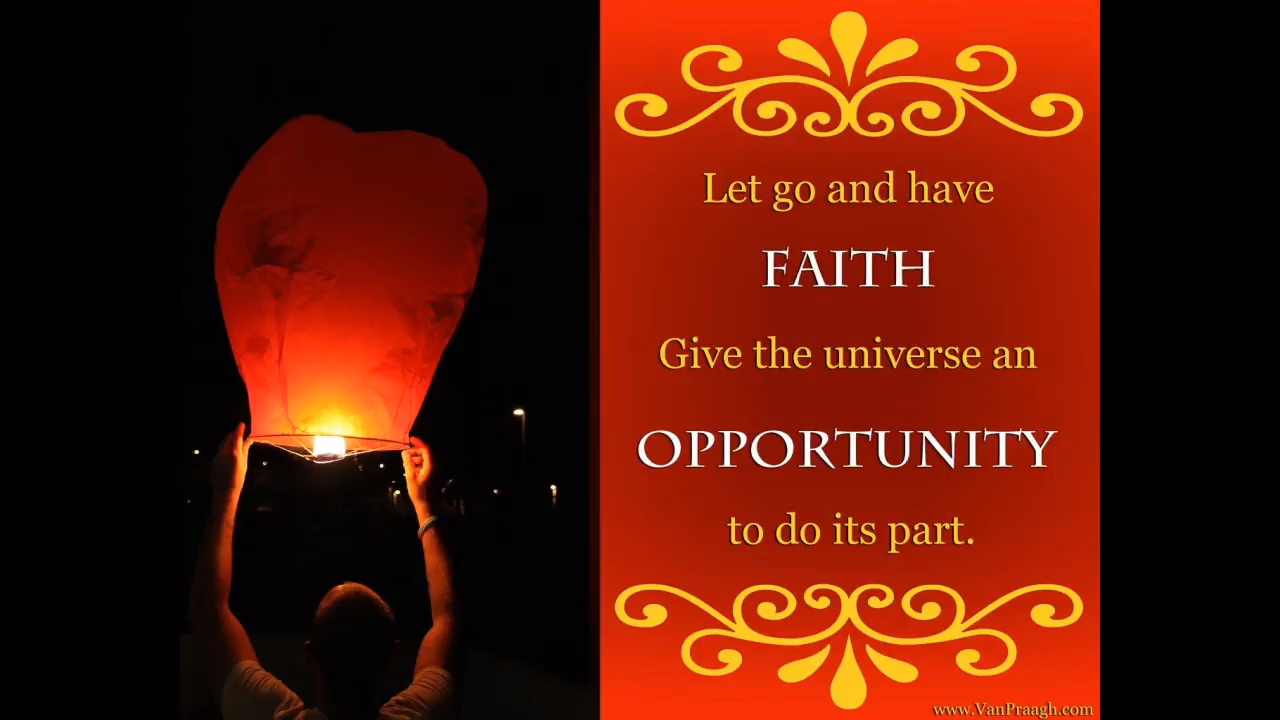 Let go and have
FAITH
Give the universe an
OPPORTUNITY
to do its part.
www.VanPraagh.com